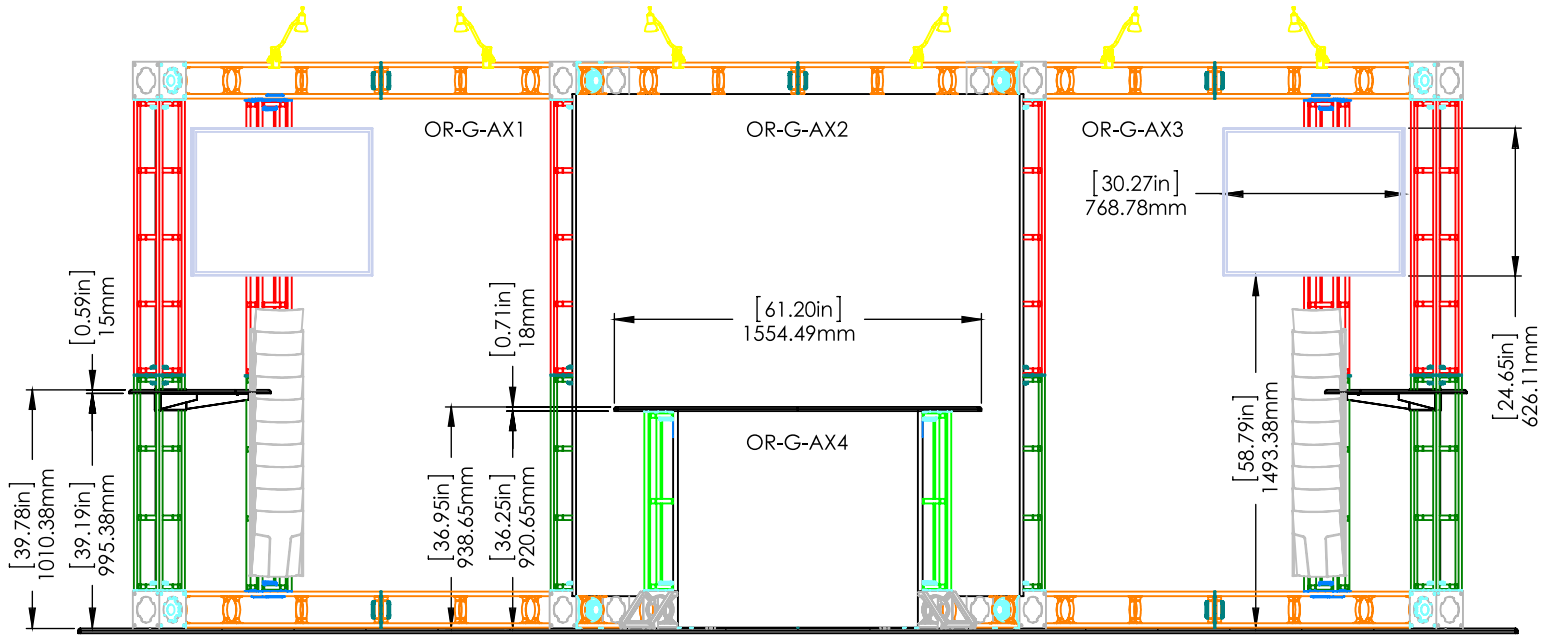 OR-G-AX1
OR-G-AX2
OR-G-AX3
[30.27in]
768.78mm
[0.59in]
15mm
[0.71in]
18mm
[61.20in]
1554.49mm
[24.65in]
626.11mm
OR-G-AX4
[58.79in]
1493.38mm
[39.78in]
1010.38mm
[39.19in]
995.38mm
[36.95in]
938.65mm
[36.25in]
920.65mm